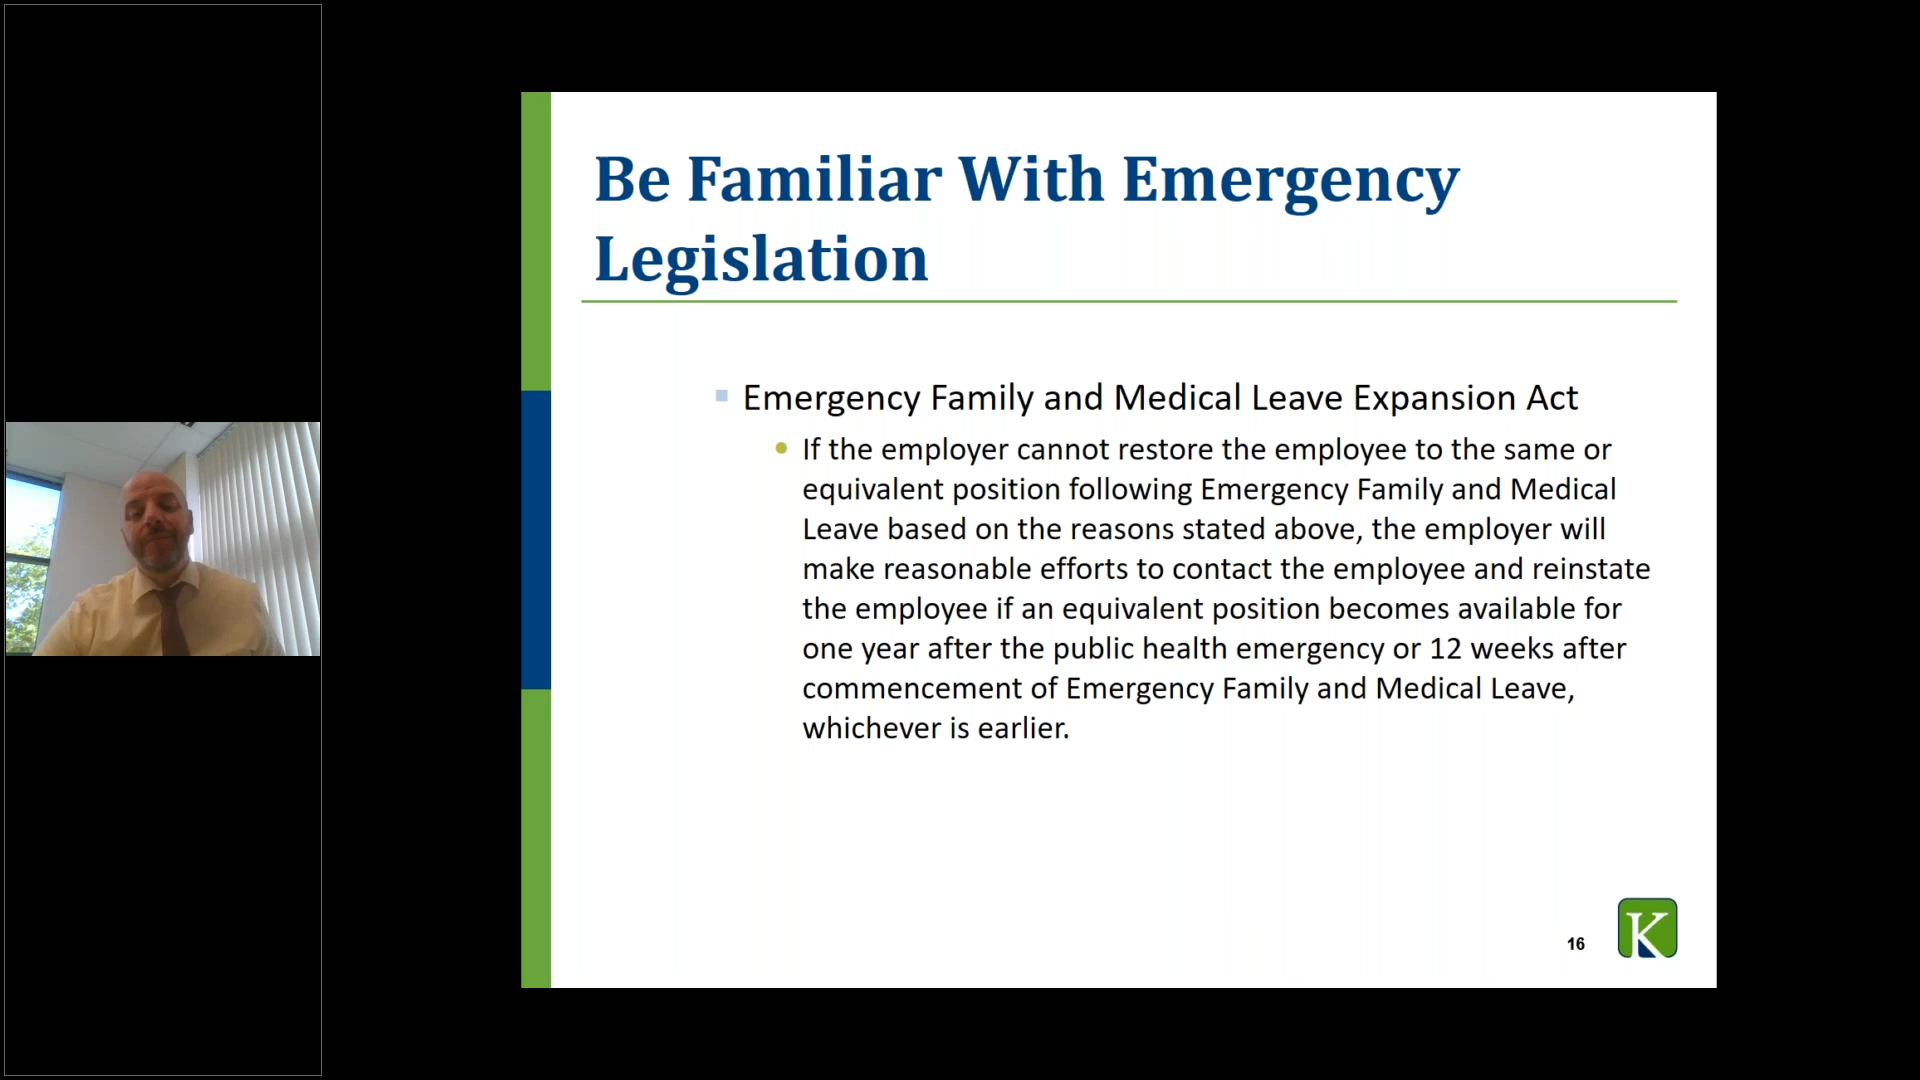 Be Familiar With Emergency
Legislation
Emergency Family and Medical Leave Expansion Act
If the employer cannot restore the employee to the same or
equivalent position following Emergency Family and Medical
Leave based on the reasons stated above, the employer will
make reasonable efforts to contact the employee and reinstate
the employee if an equivalent position becomes available for
one year after the public health emergency or 12 weeks after
commencement of Emergency Family and Medical Leave,
whichever is earlier.
16
K